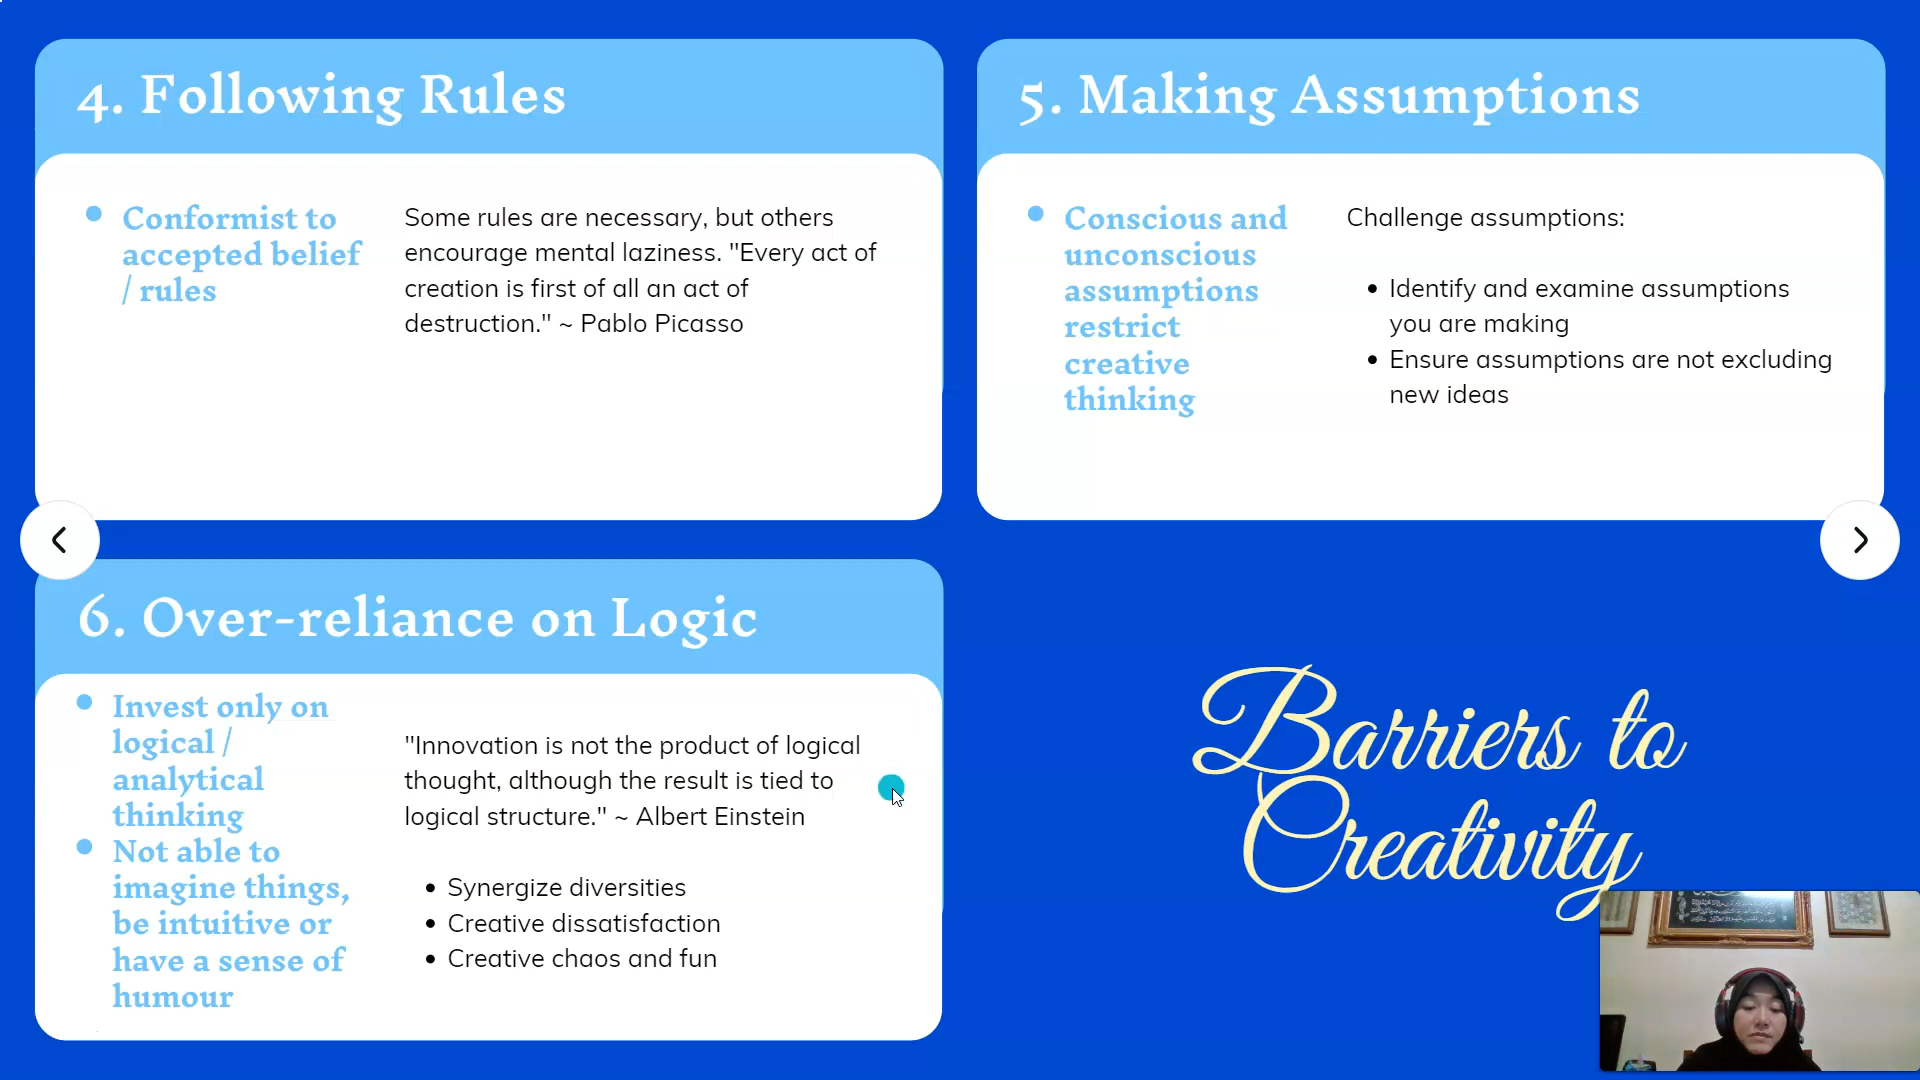 4. Following Rules
Conformist to
accepted belief
/ rules
Some rules are necessary, but others
encourage mental laziness. "Every act of
creation is first of all an act of
destruction." ~ Pablo Picasso
5. Making Assumptions
Conscious and
unconscious
assumptions
restrict
creative
thinking
Challenge assumptions:
Identify and examine assumptions
you are making
Ensure assumptions are not excluding
new ideas
6. Over-reliance on Logic
Invest only on
logical /
analytical
thinking
Not able to
imagine things,
be intuitive or
have a sense of
humour
"Innovation is not the product of logical
thought, although the result is tied to
logical structure." ~ Albert Einstein
Synergize diversities
Creative dissatisfaction
Creative chaos and fun
Barriers to
Creativity